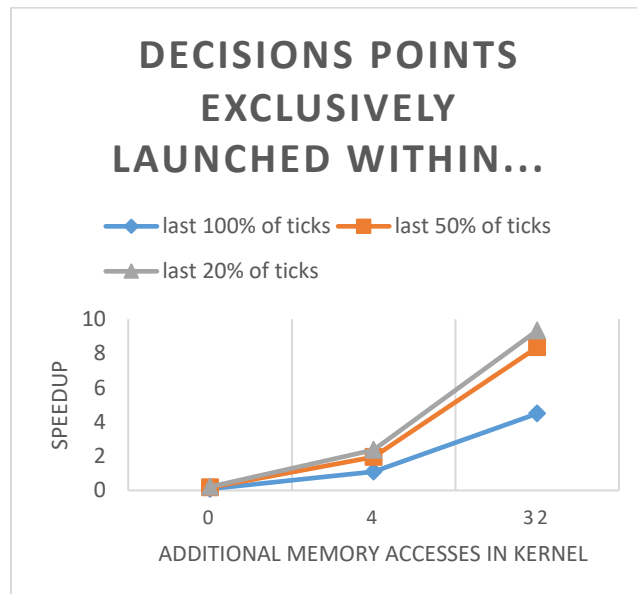 DECISIONS POINTS
EXCLUSIVELY
LAUNCHED WITHIN...
last 100% of ticks
last 50% of ticks
last 20% of ticks
10
8
6
4
2
0
SPEEDUP
0
4
32
ADDITIONAL MEMORY ACCESSES IN KERNEL